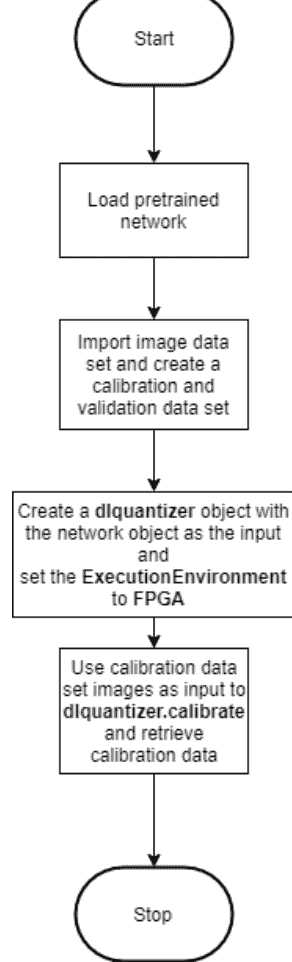 Start
Load pretrained
network
Import image data
set and create a
calibration and
validation data set
Create a dlquantizer object with
the network object as the input
and
set the ExecutionEnvironment
to FPGA
Use calibration data
set images as input to
dlquantizer.calibrate
and retrieve
calibration data
Stop